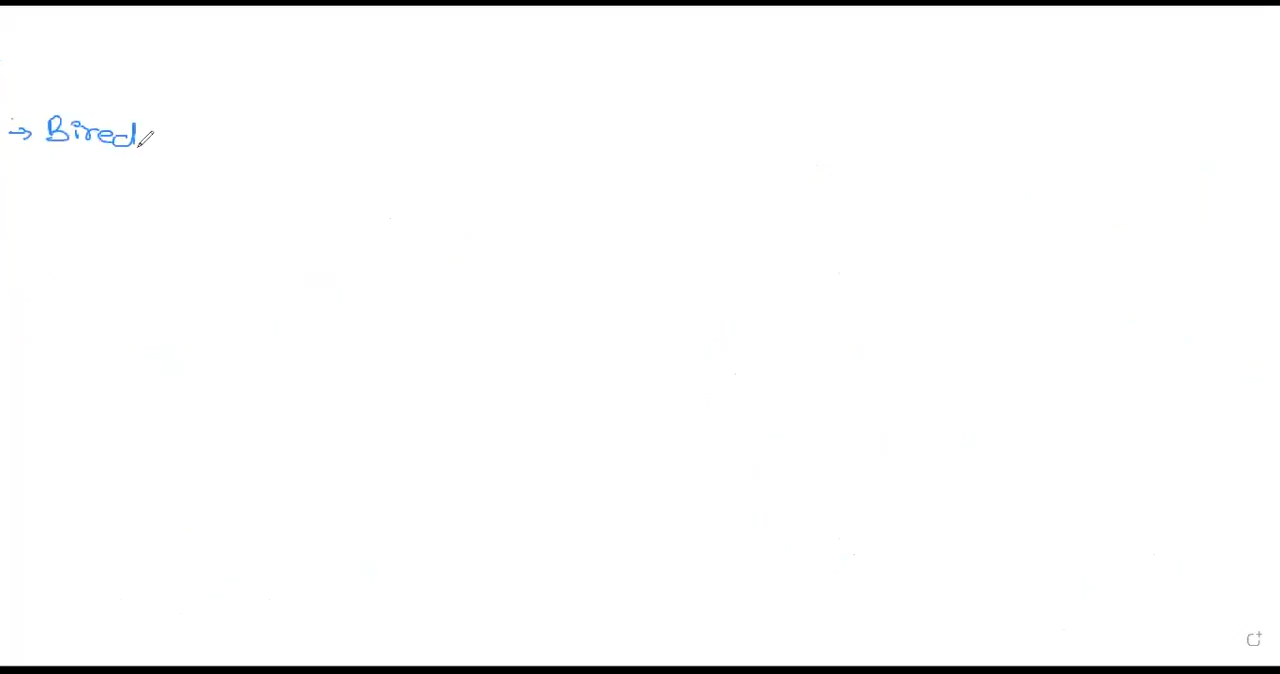 → Bired